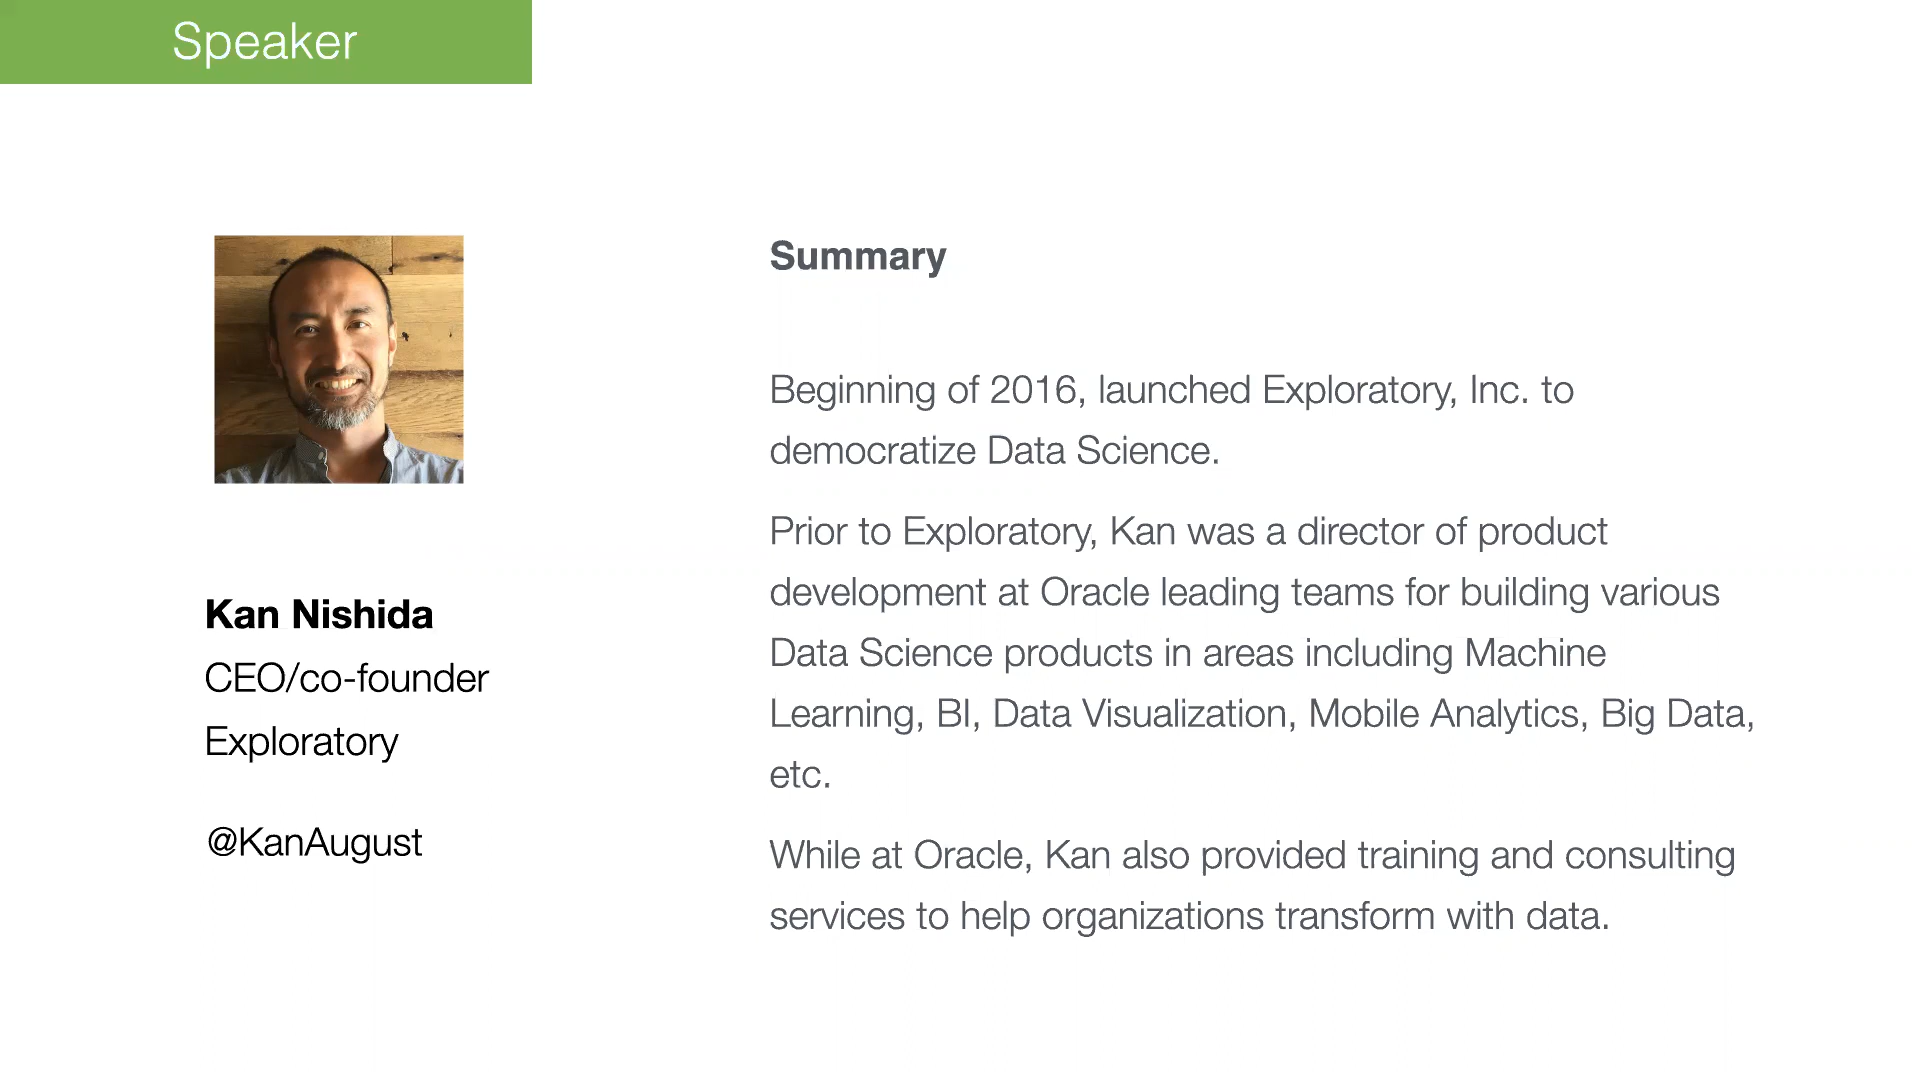 Speaker
Kan Nishida
CEO/co-founder
Exploratory
@KanAugust
Summary
Beginning of 2016, launched Exploratory, Inc. to
democratize Data Science.
Prior to Exploratory, Kan was a director of product
development at Oracle leading teams for building various
Data Science products in areas including Machine
Learning, BI, Data Visualization, Mobile Analytics, Big Data,
etc.
While at Oracle, Kan also provided training and consulting
services to help organizations transform with data.